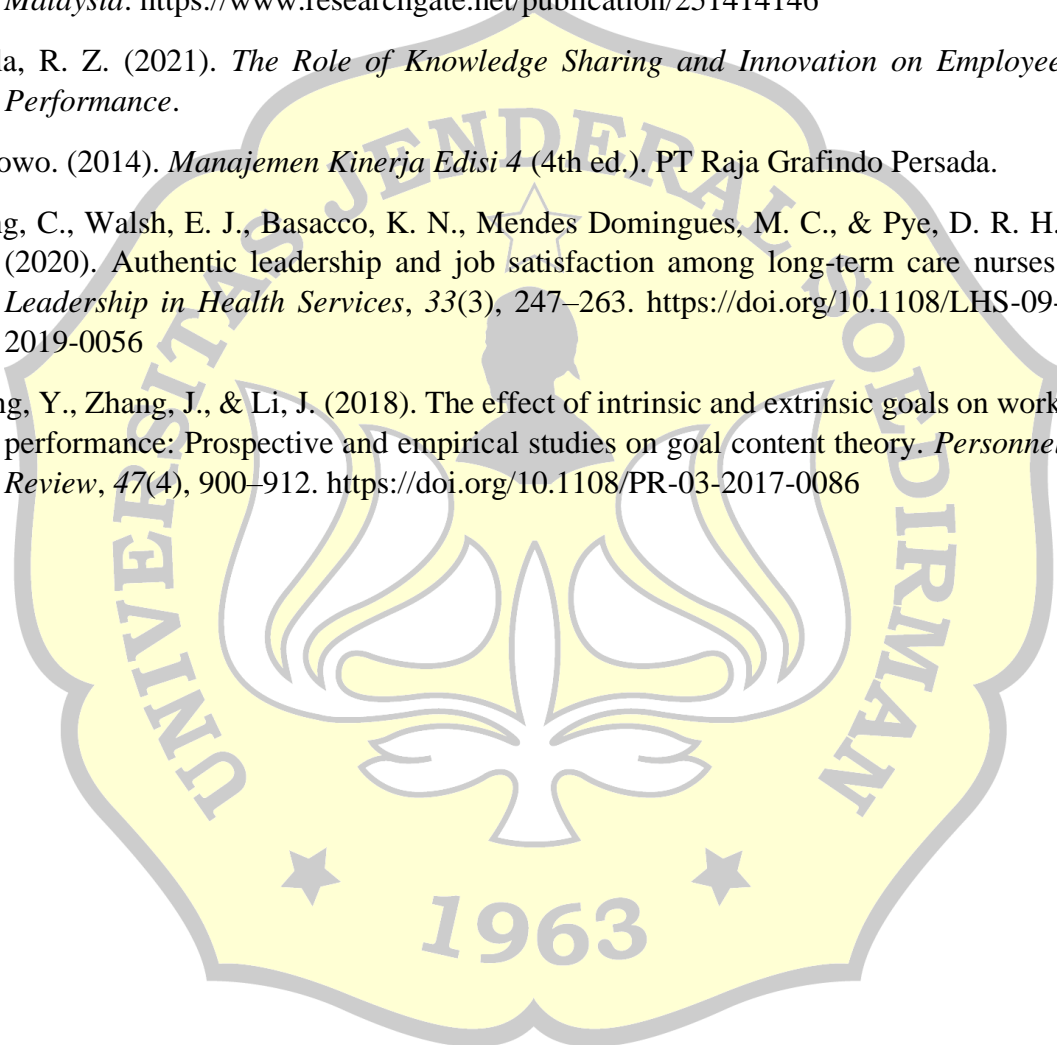 Malaysia. https://www.researchgate.net/publication/251414146
la, R. Z. (2021). The Role of Knowledge Sharing and Innovation on Employee
Performance.
owo. (2014). Manajemen Kinerja Edisi 4 (4th ed.). PT Raja Grafindo Persada.
ng, C., Walsh, E. J., Basacco, K. N., Mendes Domingues, M. C., & Pye, D. R. H.
(2020). Authentic leadership and job satisfaction among long-term care nurses
Leadership in Health Services, 33(3), 247–263. https://doi.org/10.1108/LHS-09-
2019-0056
ng, Y., Zhang, J., & Li, J. (2018). The effect of intrinsic and extrinsic goals on work
performance: Prospective and empirical studies on goal content theory. Personnel
Review, 47(4), 900–912. https://doi.org/10.1108/PR-03-2017-0086
UNIVERSITAS JENDERAL SOEDIRMAN
1963